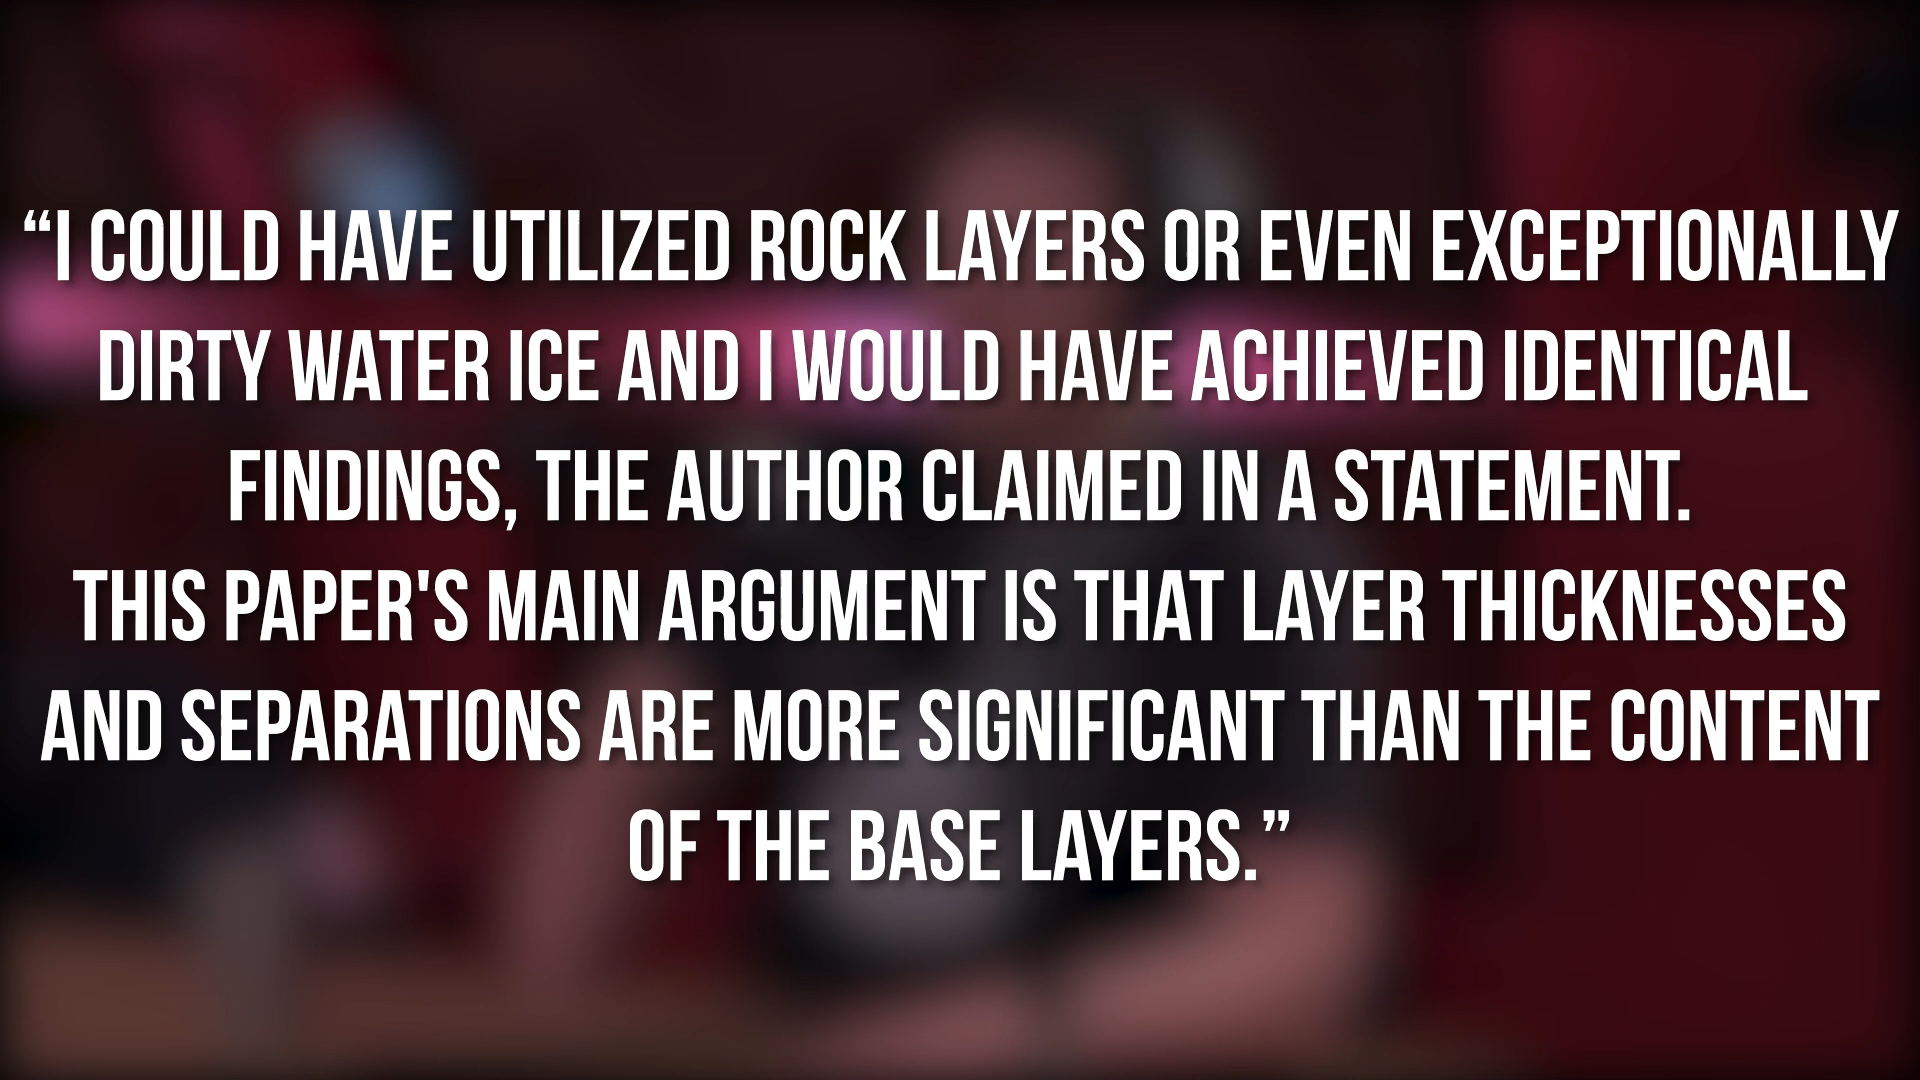 “I COULD HAVE UTILIZED ROCK LAYERS OR EVEN EXCEPTIONALLY
DIRTY WATER ICE AND I WOULD HAVE ACHIEVED IDENTICAL
FINDINGS, THE AUTHOR CLAIMED IN A STATEMENT.
THIS PAPER'S MAIN ARGUMENT IS THAT LAYER THICKNESSES
AND SEPARATIONS ARE MORE SIGNIFICANT THAN THE CONTENT
OF THE BASE LAYERS.”